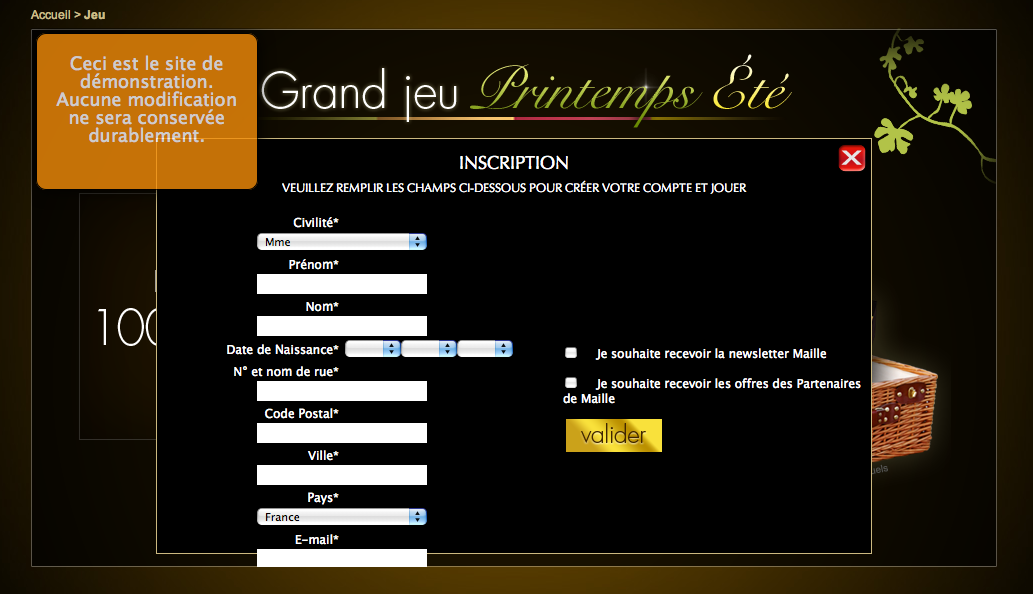 Accueil > Jeu
Ceci est le site de
démonstration.
Aucune modification
ne sera conservée
durablement.
Grand jeu Printemps Été
INSCRIPTION
VEUILLEZ REMPLIR LES CHAMPS CI-DESSOUS POUR CRÉER VOTRE COMPTE ET JOUER
Civilité*
Mme
Prénom*
Nom*
Date de Naissance*
N° et nom de rue*
Code Postal*
Ville*
Pays*
France
E-mail*
Je souhaite recevoir la newsletter Maille
Je souhaite recevoir les offres des Partenaires
de Maille
valider